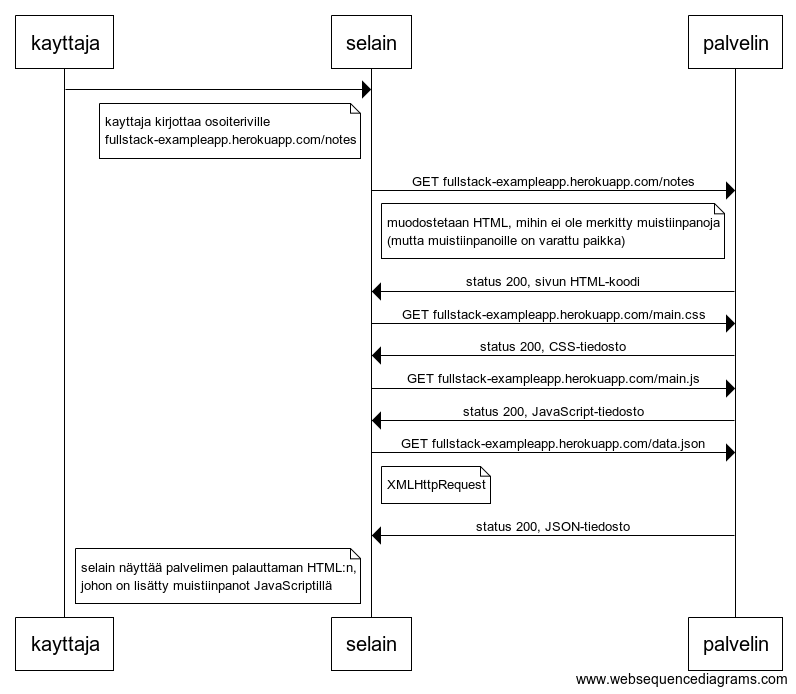 kayttaja
selain
palvelin
kayttaja kirjottaa osoiteriville
fullstack-exampleapp.herokuapp.com/notes
GET fullstack-exampleapp.herokuapp.com/notes
muodostetaan HTML, mihin ei ole merkitty muistiinpanoja
(mutta muistiinpanoille on varattu paikka)
status 200, sivun HTML-koodi
GET fullstack-exampleapp.herokuapp.com/main.css
status 200, CSS-tiedosto
GET fullstack-exampleapp.herokuapp.com/main.js
status 200, JavaScript-tiedosto
GET fullstack-exampleapp.herokuapp.com/data.json
XMLHttpRequest
status 200, JSON-tiedosto
selain näyttää palvelimen palauttaman HTML:n,
johon on lisätty muistiinpanot JavaScriptillä
kayttaja
selain
palvelin
www.websequencediagrams.com